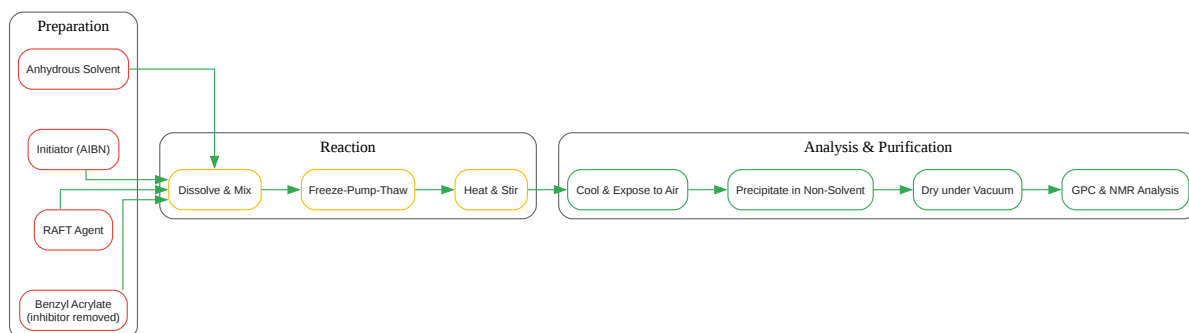 Preparation
Anhydrous Solvent
Initiator (AIBN)
RAFT Agent
Benzyl Acrylate
(inhibitor removed)
Reaction
Dissolve & Mix
Freeze-Pump-Thaw
Heat & Stir
Analysis & Purification
Cool & Expose to Air
Precipitate in Non-Solvent
Dry under Vacuum
GPC & NMR Analysis